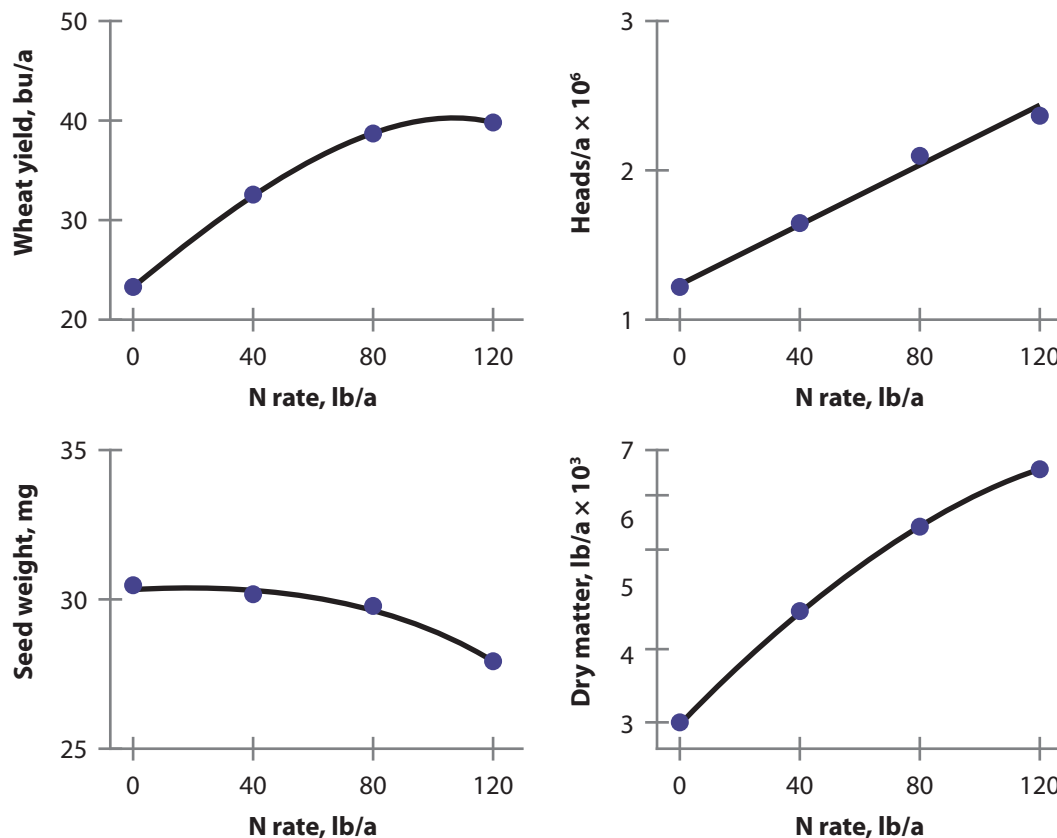 Wheat yield, bu/a
50
40
30
20
0 40 80 120
N rate, lb/a
Heads/a × 10⁶
3
2
1
0 40 80 120
N rate, lb/a
Seed weight, mg
35
30
25
0 40 80 120
N rate, lb/a
Dry matter, lb/a × 10³
7
6
5
4
3
0 40 80 120
N rate, lb/a